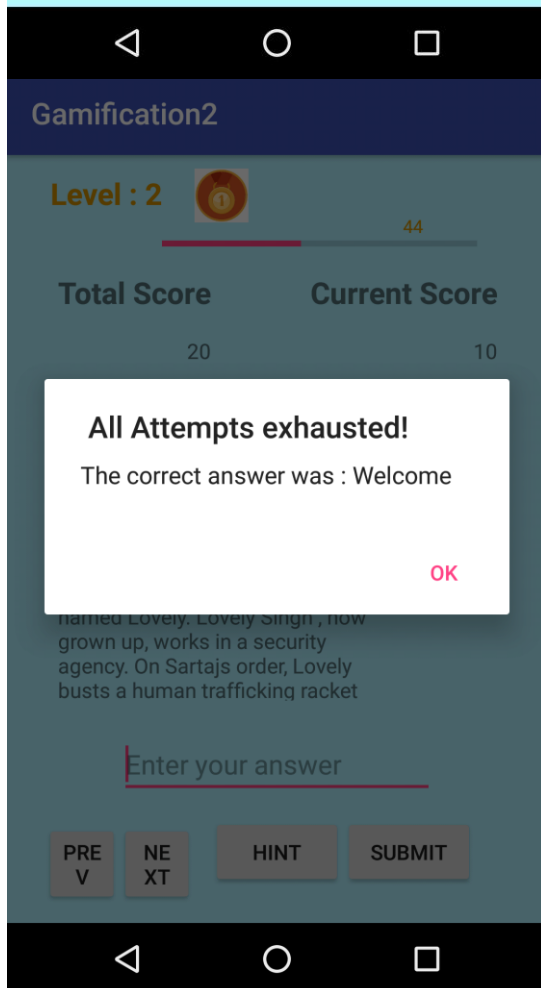 Gamification2
Level : 2
1
44
Total Score Current Score
20 10
All Attempts exhausted!
The correct answer was : Welcome
OK
named Lovely. Lovely Singh , now
grown up, works in a security
agency. On Sartajs order, Lovely
busts a human trafficking racket
Enter your answer
PRE
V
NE
XT
HINT
SUBMIT